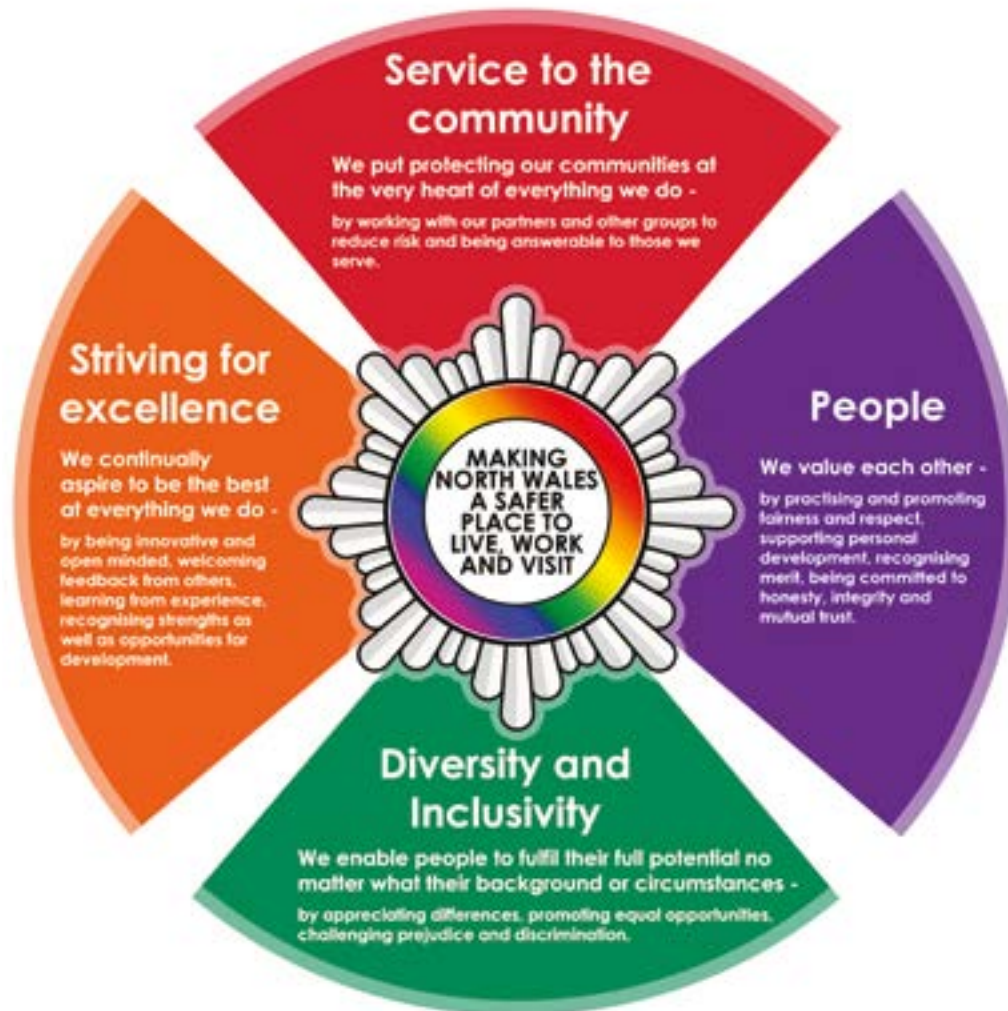 Service to the
community
We put protecting our communities at
the very heart of everything we do -
by working with our partners and other groups to
reduce risk and being answerable to those we
serve.
People
We value each other -
by practising and promoting
fairness and respect,
supporting personal
development, recognising
merit, being committed to
honesty, integrity and
mutual trust.
Diversity and
Inclusivity
We enable people to fulfil their full potential no
matter what their background or circumstances -
by appreciating differences, promoting equal opportunities,
challenging prejudice and discrimination.
Striving for
excellence
We continually
aspire to be the best
at everything we do -
by being innovative and
open minded, welcoming
feedback from others,
learning from experience,
recognising strengths as
well as opportunities for
development.
MAKING
NORTH WALES
A SAFER
PLACE TO
LIVE, WORK
AND VISIT